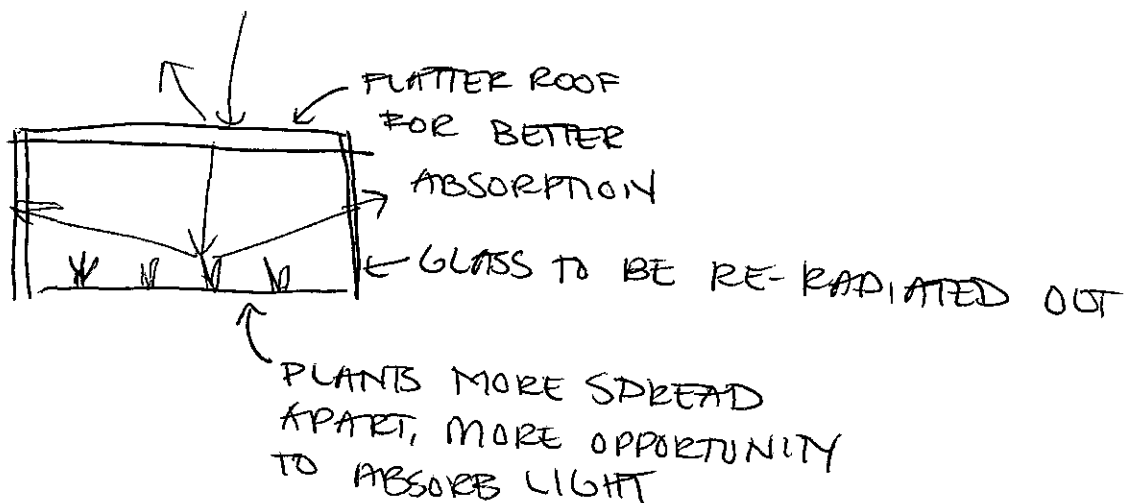 FLATTER ROOF
FOR BETTER
ABSORPTION
GLASS TO BE RE-RADIATED OUT
PLANTS MORE SPREAD
APART, MORE OPPORTUNITY
TO ABSORB LIGHT